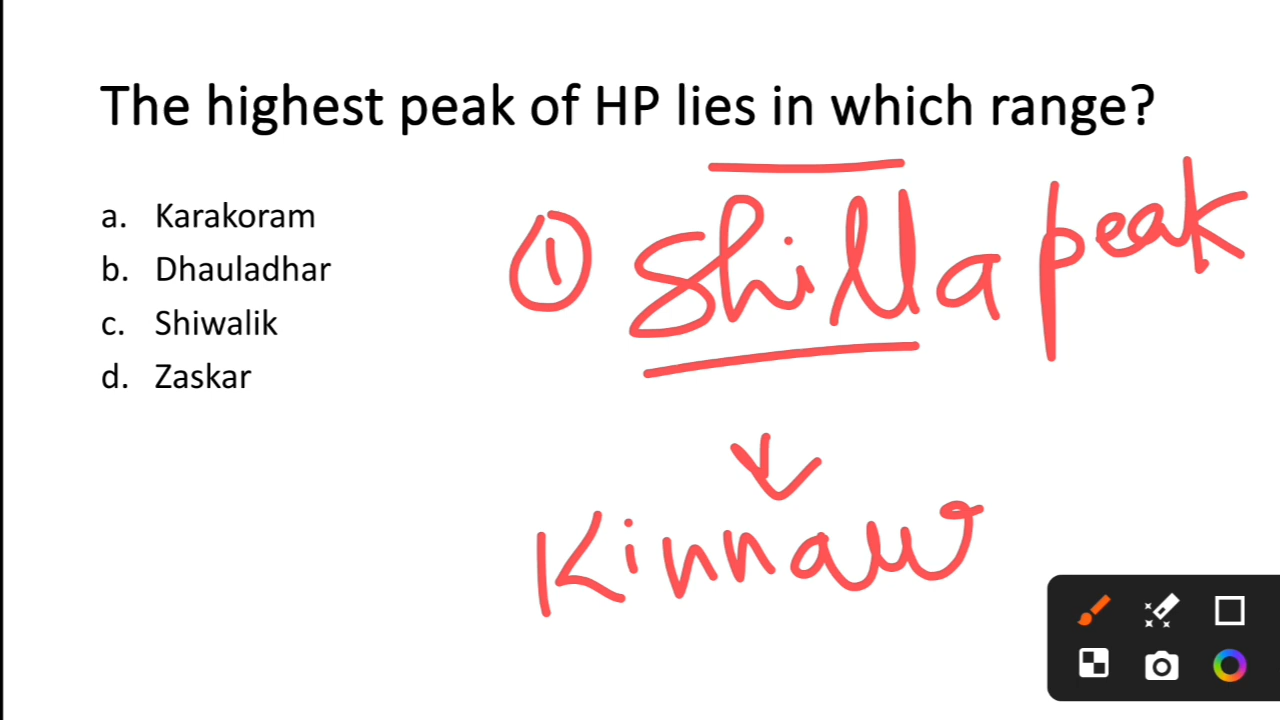 The highest peak of HP lies in which range?
a. Karakoram
b. Dhauladhar
c. Shiwalik
d. Zaskar
① Shilla peak
Kinnaur